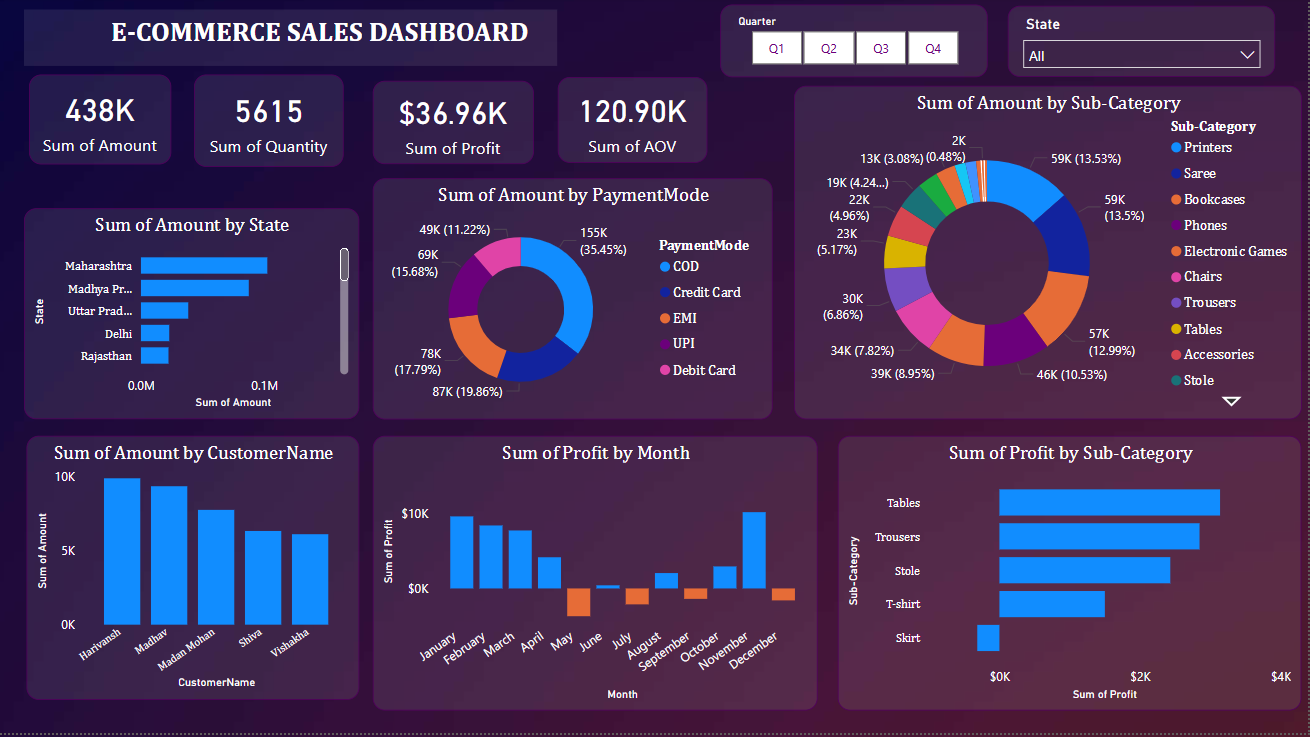 E-COMMERCE SALES DASHBOARD
Quarter
Q1
Q2
Q3
Q4
State
All
438K
Sum of Amount
5615
Sum of Quantity
$36.96K
Sum of Profit
120.90K
Sum of AOV
Sum of Amount by State
State
Maharashtra
Madhya Pr...
Uttar Prad...
Delhi
Rajasthan
0.0M
0.1M
Sum of Amount
Sum of Amount by PaymentMode
49K (11.22%)
155K
(35.45%)
69K
(15.68%)
78K
(17.79%)
87K (19.86%)
PaymentMode
COD
Credit Card
EMI
UPI
Debit Card
Sum of Amount by Sub-Category
2K
(0.48%)
13K (3.08%)
19K (4.24...)
22K
(4.96%)
23K
(5.17%)
30K
(6.86%)
34K (7.82%)
39K (8.95%)
46K (10.53%)
57K
(12.99%)
59K
(13.5%)
59K (13.53%)
Sub-Category
Printers
Saree
Bookcases
Phones
Electronic Games
Chairs
Trousers
Tables
Accessories
Stole
Sum of Amount by CustomerName
Sum of Amount
10K
5K
0K
Harivansh
Madhav
Madan Mohan
Shiva
Vishakha
CustomerName
Sum of Profit by Month
Sum of Profit
$10K
$0K
January
February
March
April
May
June
July
August
September
October
November
December
Month
Sum of Profit by Sub-Category
Sub-Category
Tables
Trousers
Stole
T-shirt
Skirt
$0K
$2K
$4K
Sum of Profit